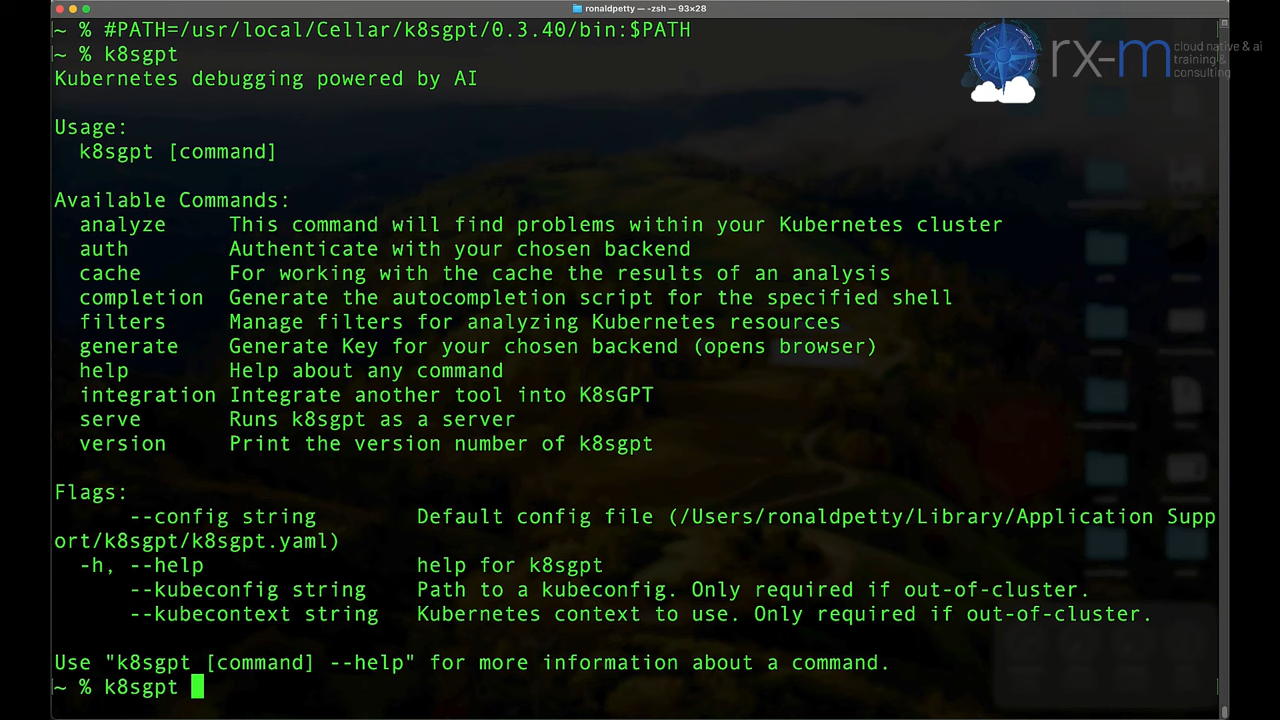 ronaldpetty — -zsh — 93×28
~ % #PATH=/usr/local/Cellar/k8sgpt/0.3.40/bin:$PATH
~ % k8sgpt
Kubernetes debugging powered by AI
Usage:
k8sgpt [command]
Available Commands:
analyze This command will find problems within your Kubernetes cluster
auth Authenticate with your chosen backend
cache For working with the cache the results of an analysis
completion Generate the autocompletion script for the specified shell
filters Manage filters for analyzing Kubernetes resources
generate Generate Key for your chosen backend (opens browser)
help Help about any command
integration Integrate another tool into K8sGPT
serve Runs k8sgpt as a server
version Print the version number of k8sgpt
Flags:
--config string Default config file (/Users/ronaldpetty/Library/Application Supp
ort/k8sgpt/k8sgpt.yaml)
-h, --help help for k8sgpt
--kubeconfig string Path to a kubeconfig. Only required if out-of-cluster.
--kubecontext string Kubernetes context to use. Only required if out-of-cluster.
Use "k8sgpt [command] --help" for more information about a command.
~ % k8sgpt
rx-m
cloud native & ai
training &
consulting